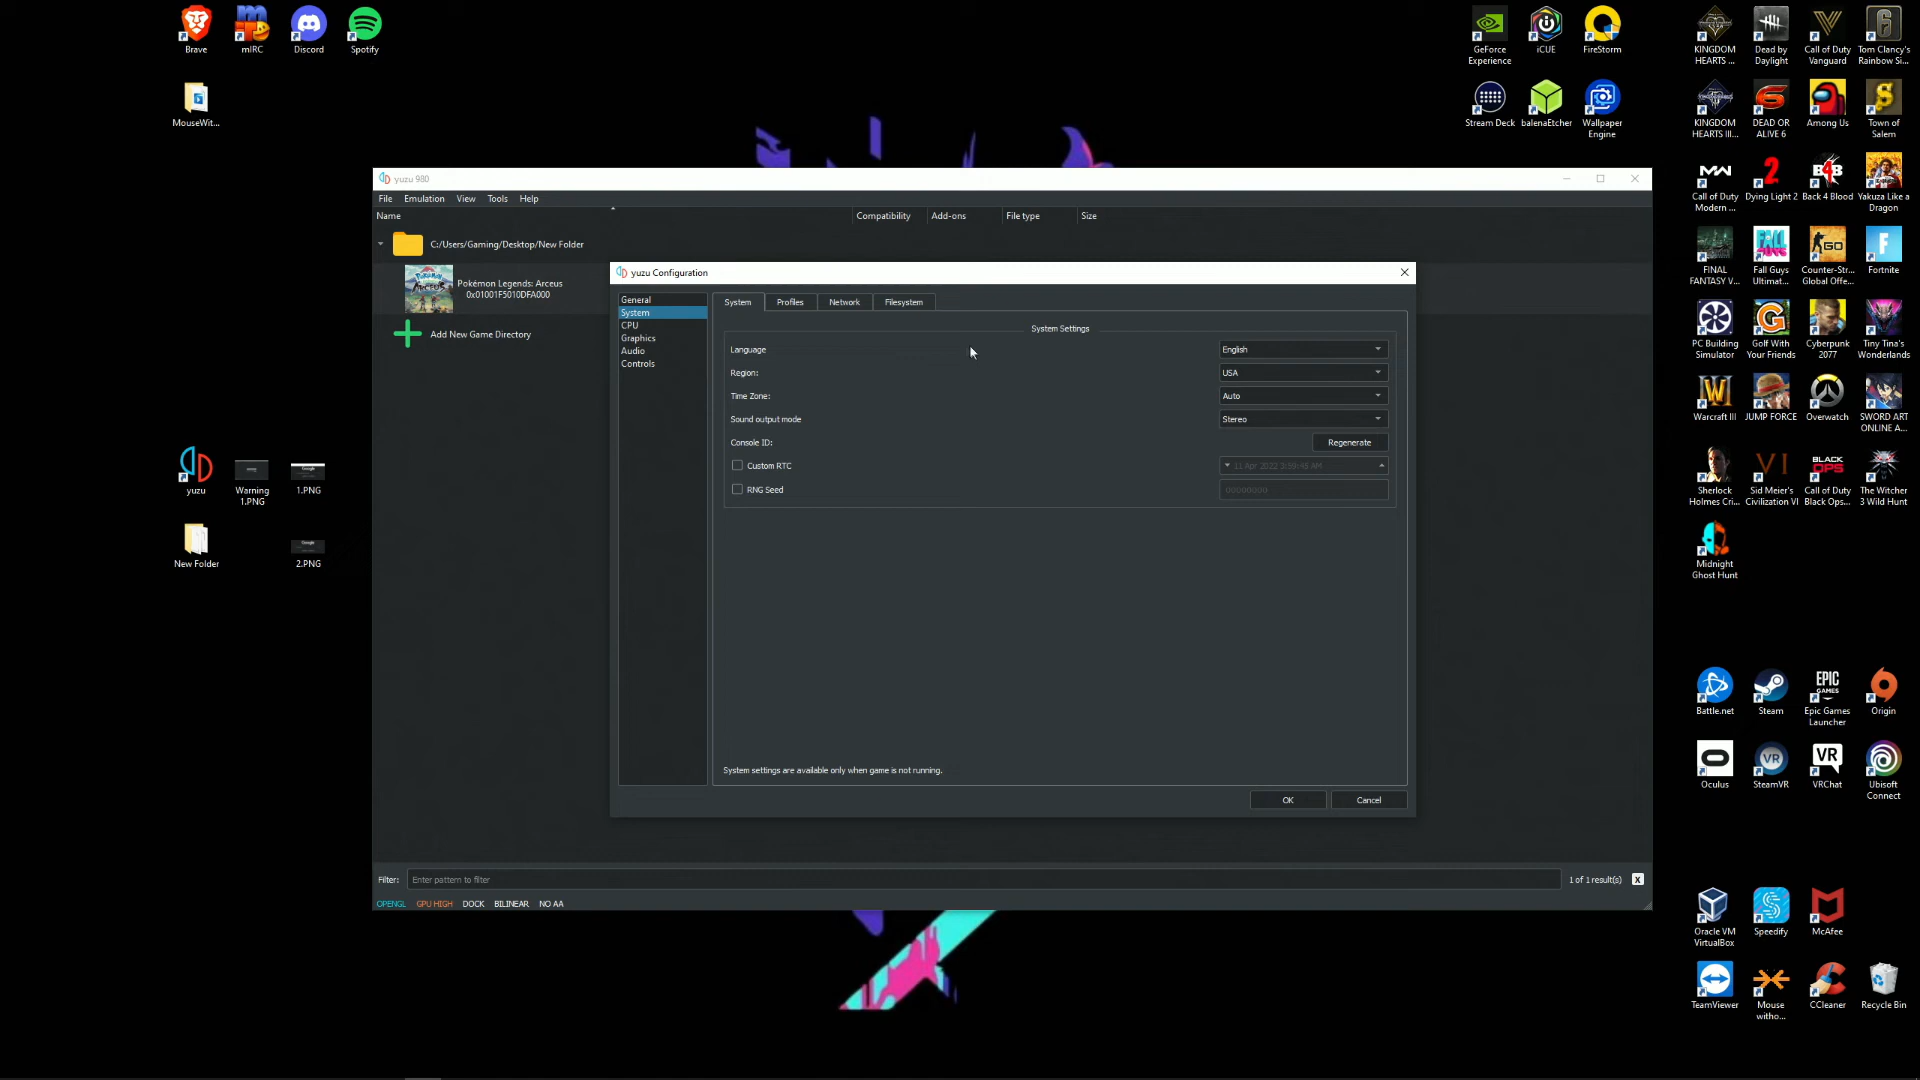 Brave
mIRC
Discord
Spotify
MouseWit...
GeForce
Experience
iCUE
FireStorm
Stream Deck
balenaEtcher
Wallpaper
Engine
KINGDOM
HEARTS ...
Dead by
Daylight
Call of Duty
Vanguard
Tom Clancy's
Rainbow Si...
KINGDOM
HEARTS III...
DEAD OR
ALIVE 6
Among Us
Town of
Salem
Call of Duty
Modern ...
Dying Light 2
Back 4 Blood
Yakuza Like a
Dragon
FINAL
FANTASY V...
Fall Guys
Ultimat...
Counter-Str...
Global Offe...
Fortnite
PC Building
Simulator
Golf With
Your Friends
Cyberpunk
2077
Tiny Tina's
Wonderlands
Warcraft III
JUMP FORCE
Overwatch
SWORD ART
ONLINE A...
Sherlock
Holmes Cri...
Sid Meier's
Civilization VI
Call of Duty
Black Ops...
The Witcher
3 Wild Hunt
Midnight
Ghost Hunt
Battle.net
Steam
Epic Games
Launcher
Origin
Oculus
SteamVR
VRChat
Ubisoft
Connect
Oracle VM
VirtualBox
Speedify
McAfee
TeamViewer
Mouse
witho...
CCleaner
Recycle Bin
yuzu
Warning
1.PNG
1.PNG
New Folder
2.PNG
yuzu 980
File Emulation View Tools Help
Name Compatibility Add-ons File type Size
C:/Users/Gaming/Desktop/New Folder
Pokémon Legends: Arceus
0x01001F5010DFA000
Add New Game Directory
yuzu Configuration
General
System
CPU
Graphics
Audio
Controls
System Profiles Network Filesystem
System Settings
Language English
Region: USA
Time Zone: Auto
Sound output mode Stereo
Console ID: Regenerate
Custom RTC 11 Apr 2022 3:59:45 AM
RNG Seed 00000000
System settings are available only when game is not running.
OK Cancel
Filter: Enter pattern to filter 1 of 1 result(s) X
OPENGL GPU HIGH DOCK BILINEAR NO AA